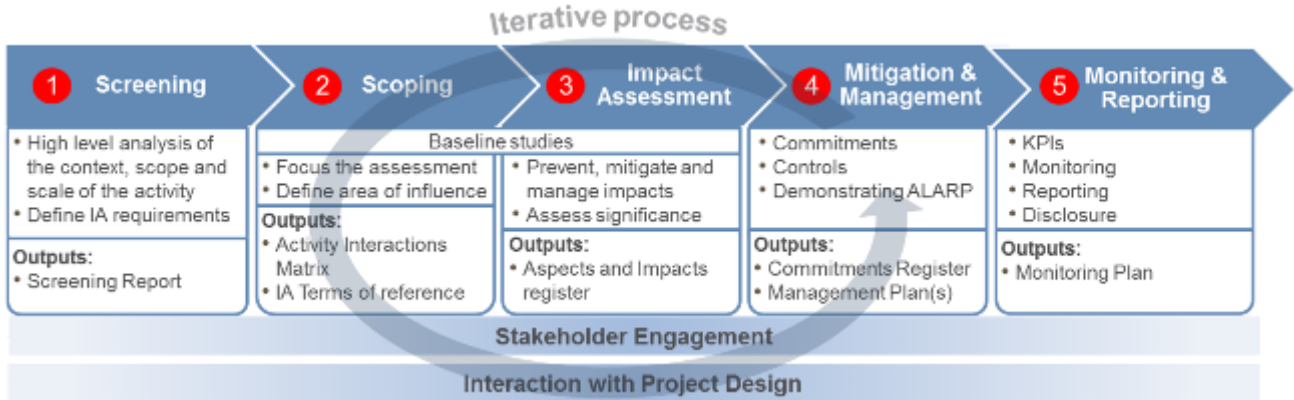 Iterative process
1 Screening
• High level analysis of
the context, scope and
scale of the activity
• Define IA requirements
Outputs:
• Screening Report
2 Scoping
Baseline studies
• Focus the assessment
• Define area of influence
Outputs:
• Activity Interactions
Matrix
• IA Terms of reference
3 Impact
Assessment
• Prevent, mitigate and
manage impacts
• Assess significance
Outputs:
• Aspects and Impacts
register
4 Mitigation &
Management
• Commitments
• Controls
• Demonstrating ALARP
Outputs:
• Commitments Register
• Management Plan(s)
5 Monitoring &
Reporting
• KPIs
• Monitoring
• Reporting
• Disclosure
Outputs:
• Monitoring Plan
Stakeholder Engagement
Interaction with Project Design